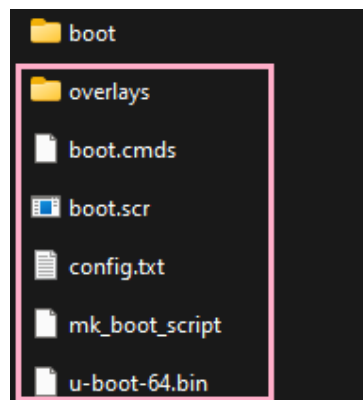 boot
overlays
boot.cmds
boot.scr
config.txt
mk_boot_script
u-boot-64.bin